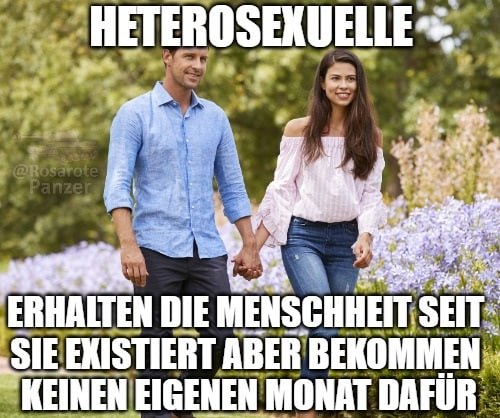 HETEROSEXUELLE
@Rosarote
Panzer
ERHALTEN DIE MENSCHHEIT SEIT
SIE EXISTIERT ABER BEKOMMEN
KEINEN EIGENEN MONAT DAFÜR